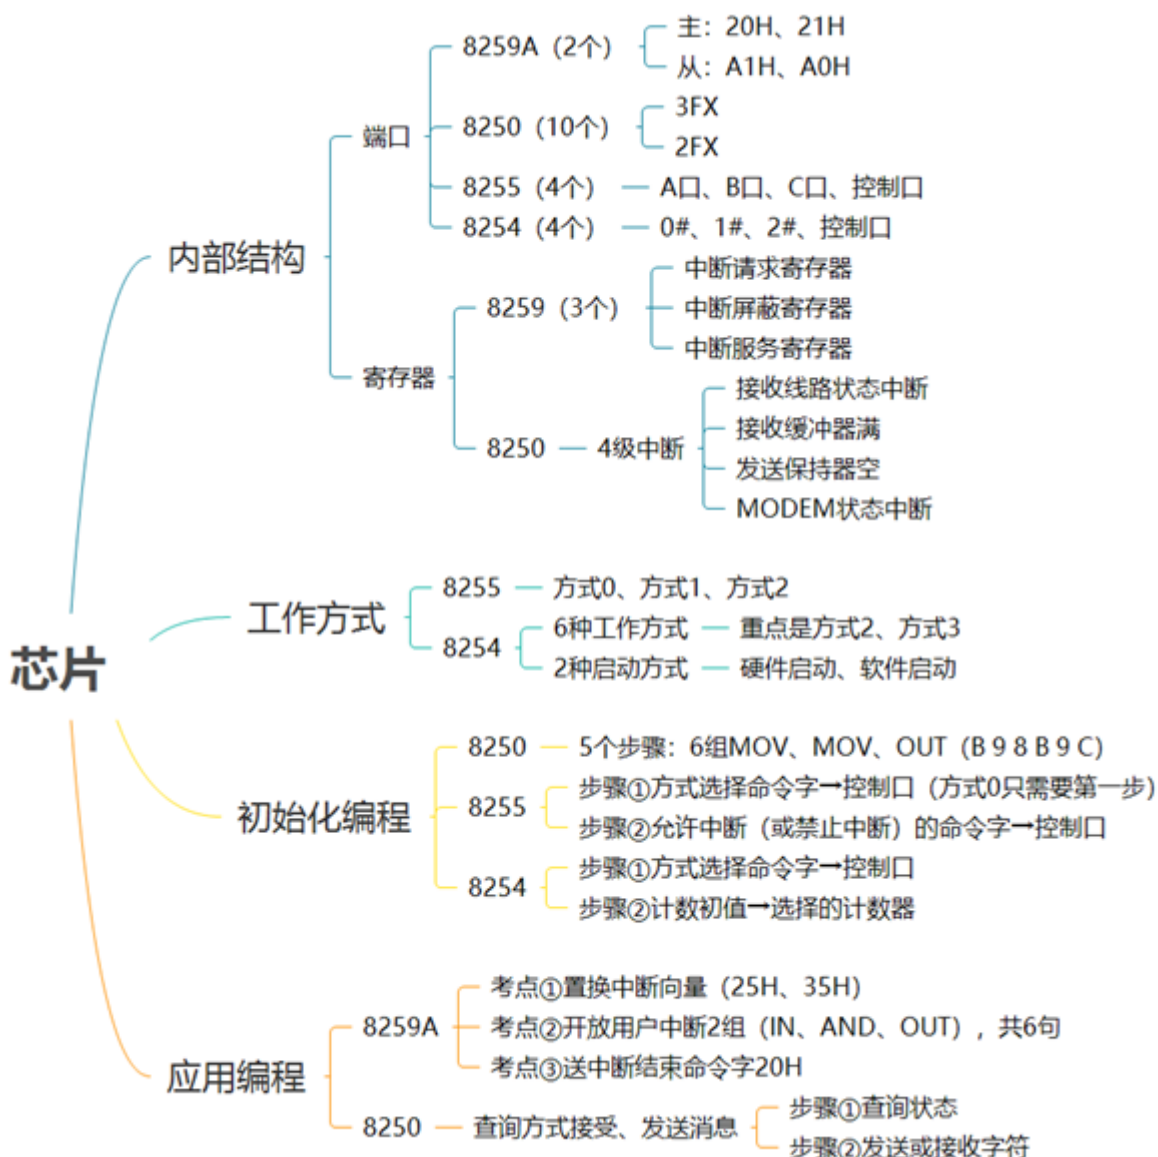 芯片
内部结构
端口
8259A（2个）
主：20H、21H
从：A1H、A0H
8250（10个）
3FX
2FX
8255（4个）
A口、B口、C口、控制口
8254（4个）
0#、1#、2#、控制口
寄存器
8259（3个）
中断请求寄存器
中断屏蔽寄存器
中断服务寄存器
8250
4级中断
接收线路状态中断
接收缓冲器满
发送保持器空
MODEM状态中断
工作方式
8255
方式0、方式1、方式2
8254
6种工作方式
重点是方式2、方式3
2种启动方式
硬件启动、软件启动
初始化编程
8250
5个步骤：6组MOV、MOV、OUT（B 9 8 B 9 C）
8255
步骤①方式选择命令字→控制口（方式0只需要第一步）
步骤②允许中断（或禁止中断）的命令字→控制口
8254
步骤①方式选择命令字→控制口
步骤②计数初值→选择的计数器
应用编程
8259A
考点①置换中断向量（25H、35H）
考点②开放用户中断2组（IN、AND、OUT），共6句
考点③送中断结束命令字20H
8250
查询方式接受、发送消息
步骤①查询状态
步骤②发送或接收字符